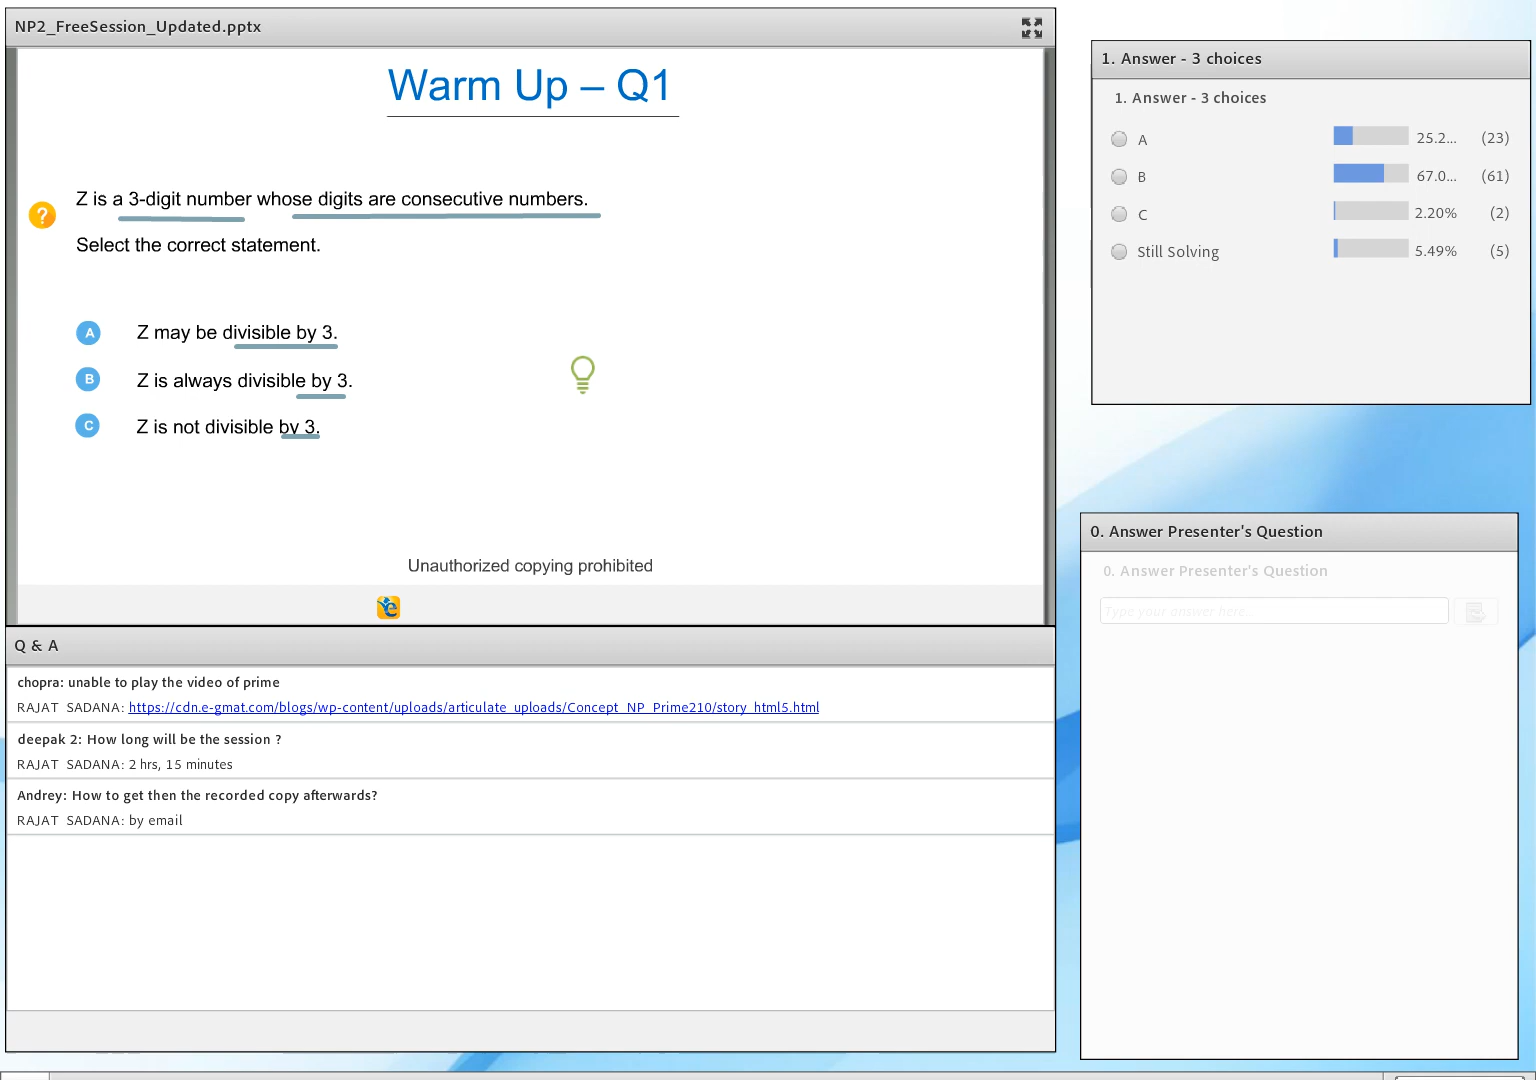 NP2_FreeSession_Updated.pptx
Warm Up – Q1
?
Z is a 3-digit number whose digits are consecutive numbers.
Select the correct statement.
A Z may be divisible by 3.
B Z is always divisible by 3.
C Z is not divisible by 3.
Unauthorized copying prohibited
e
Q & A
chopra: unable to play the video of prime
RAJAT SADANA: https://cdn.e-gmat.com/blogs/wp-content/uploads/articulate_uploads/Concept_NP_Prime210/story_html5.html
deepak 2: How long will be the session ?
RAJAT SADANA: 2 hrs, 15 minutes
Andrey: How to get then the recorded copy afterwards?
RAJAT SADANA: by email
1. Answer - 3 choices
1. Answer - 3 choices
A 25.2... (23)
B 67.0... (61)
C 2.20% (2)
Still Solving 5.49% (5)
0. Answer Presenter's Question
0. Answer Presenter's Question
Type your answer here...